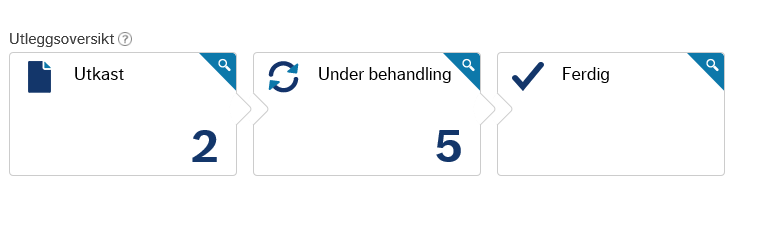 Utleggsoversikt ?
Utkast
2
Under behandling
5
Ferdig